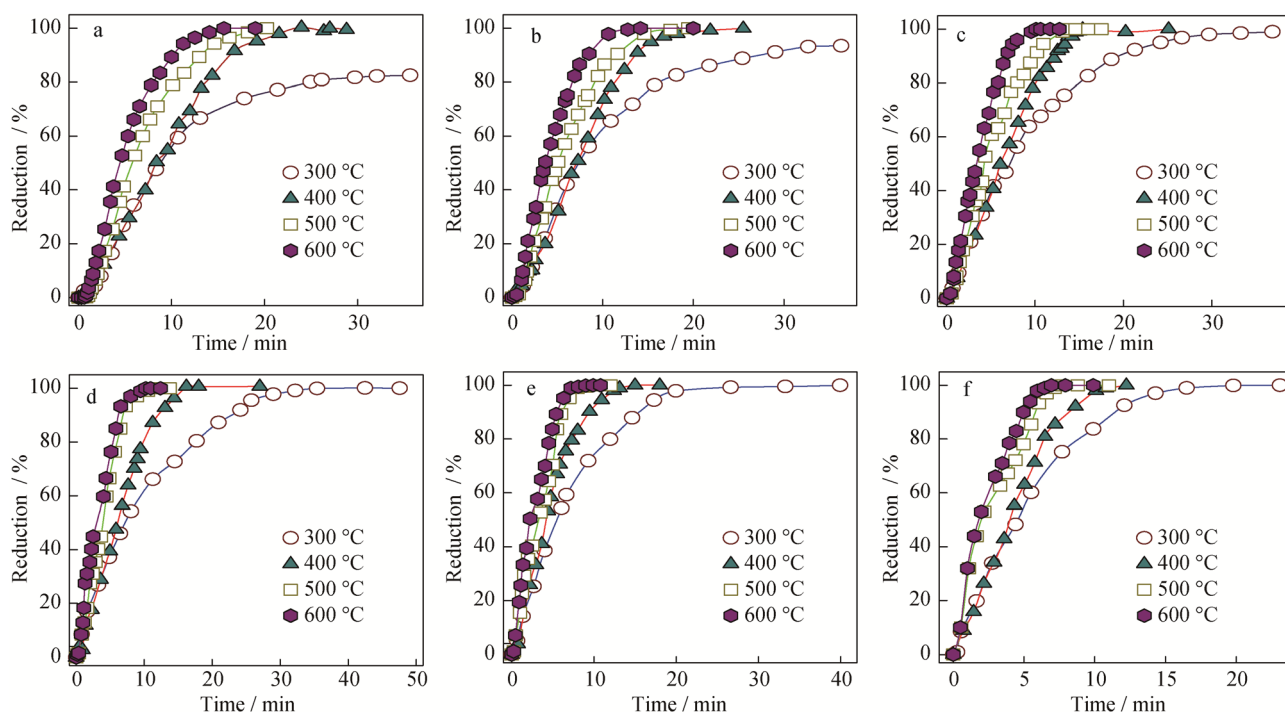 a
100
80
60
40
20
0
Reduction / %
300 °C
400 °C
500 °C
600 °C
0 10 20 30
Time / min
b
100
80
60
40
20
0
Reduction / %
300 °C
400 °C
500 °C
600 °C
0 10 20 30
Time / min
c
100
80
60
40
20
0
Reduction / %
300 °C
400 °C
500 °C
600 °C
0 10 20 30
Time / min
d
100
80
60
40
20
0
Reduction / %
300 °C
400 °C
500 °C
600 °C
0 10 20 30 40 50
Time / min
e
100
80
60
40
20
0
Reduction / %
300 °C
400 °C
500 °C
600 °C
0 10 20 30 40
Time / min
f
100
80
60
40
20
0
Reduction / %
300 °C
400 °C
500 °C
600 °C
0 5 10 15 20
Time / min